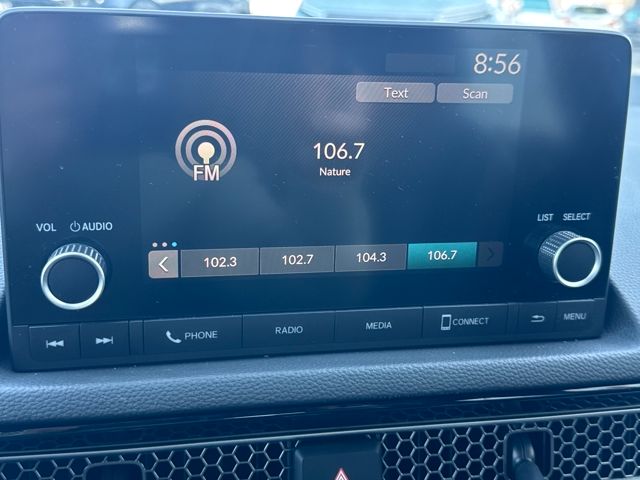 8:56
Text Scan
106.7
FM
Nature
VOL AUDIO
LIST SELECT
102.3 102.7 104.3 106.7
PHONE RADIO MEDIA CONNECT MENU